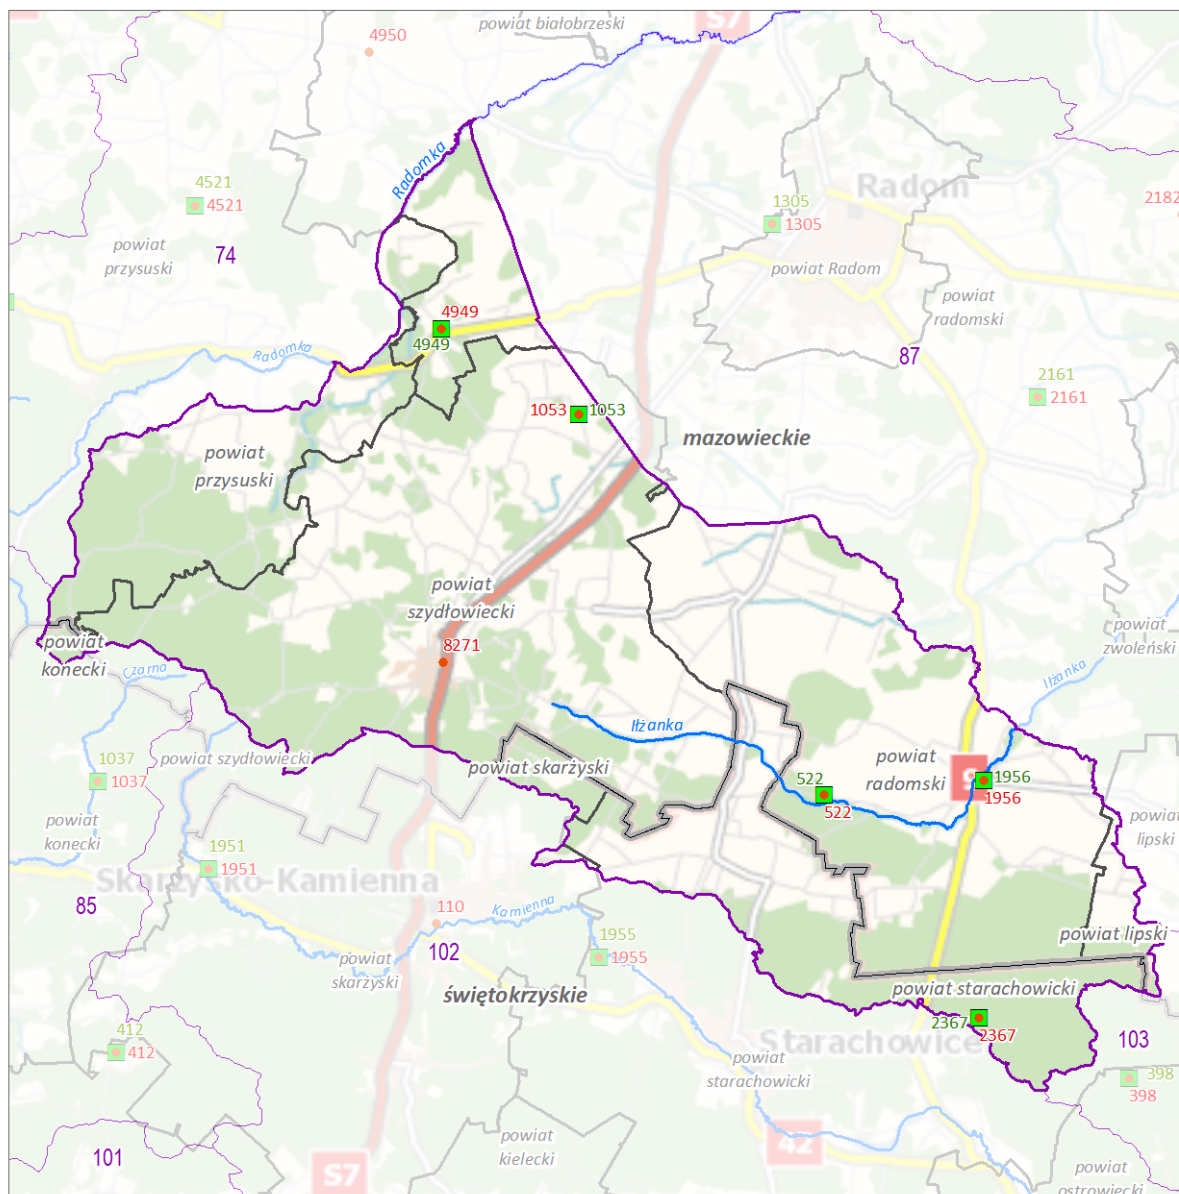 powiat białobrzeski
S7
4950
Radomka
Radom
4521
4521
1305
1305
2182
powiat
przysuski
74
powiat Radom
powiat
radomski
4949
4949
Radomka
87
2161
2161
1053
1053
mazowieckie
powiat
przysuski
powiat
szydłowiecki
powiat
konecki
8271
powiat
zwoleński
Czarna
Iłżanka
Iłżanka
powiat szydłowiecki
powiat skarżyski
powiat
radomski
S
1956
1956
522
522
1037
1037
powiat
konecki
powiat
lipski
1951
1951
Skarżysko-Kamienna
85
110
Kamienna
102
1955
1955
powiat lipski
powiat
skarżyski
świętokrzyskie
powiat starachowicki
2367
2367
Starachowice
103
412
412
powiat
starachowicki
398
398
42
powiat
kielecki
101
S7
powiat
ostrowiecki